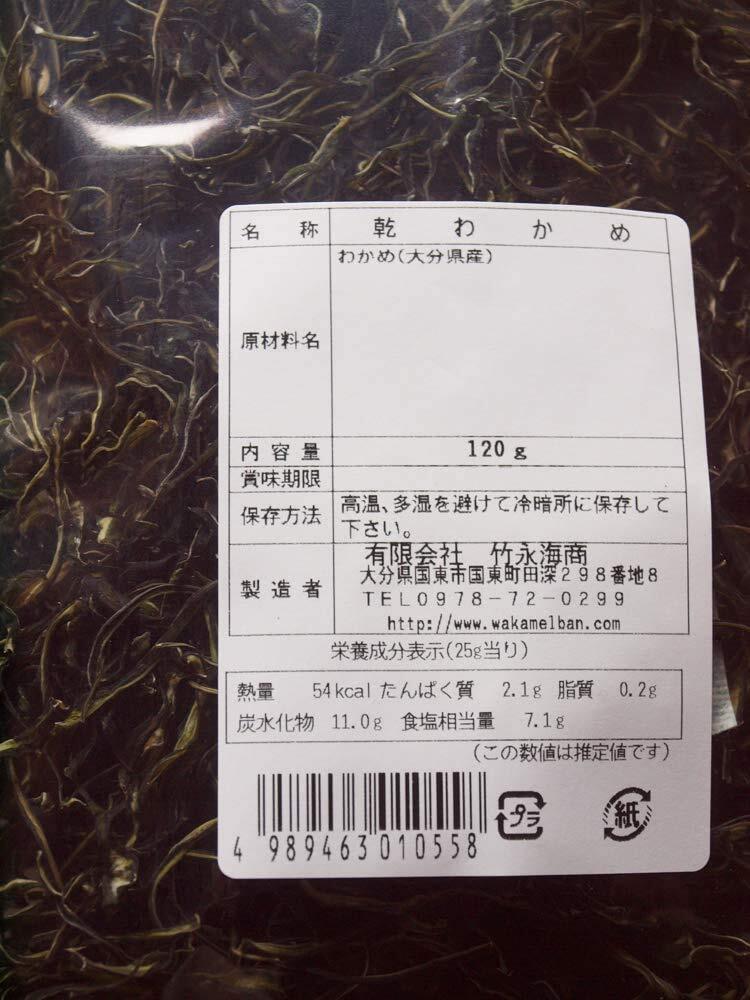 名称 乾わかめ
原材料名 わかめ(大分県産)
内容量 120g
賞味期限
保存方法 高温、多湿を避けて冷暗所に保存して
下さい。
製造者 有限会社 竹永海商
大分県国東市国東町田深298番地8
TEL0978-72-0299
http://www.wakamelban.com
栄養成分表示(25g当り)
熱量 54kcal たんぱく質 2.1g 脂質 0.2g
炭水化物 11.0g 食塩相当量 7.1g
(この数値は推定値です)
プラ 紙
4 989463 010558